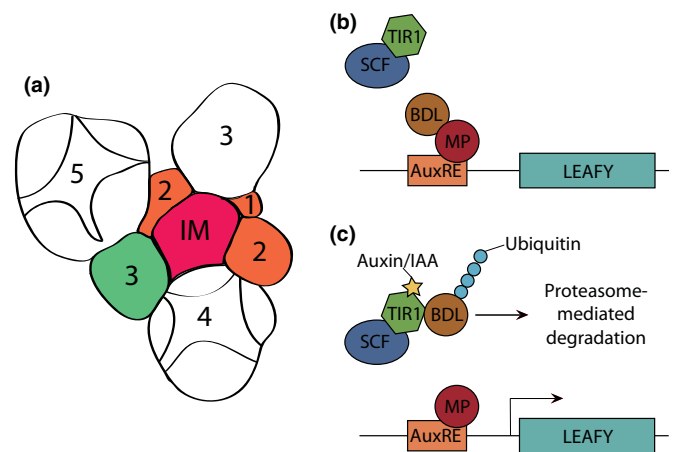 (a)
3
5
2
1
IM
2
3
4
(b)
TIR1
SCF
BDL
MP
AuxRE
LEAFY
(c)
Ubiquitin
Auxin/IAA
TIR1
BDL
SCF
Proteasome-
mediated
degradation
MP
AuxRE
LEAFY